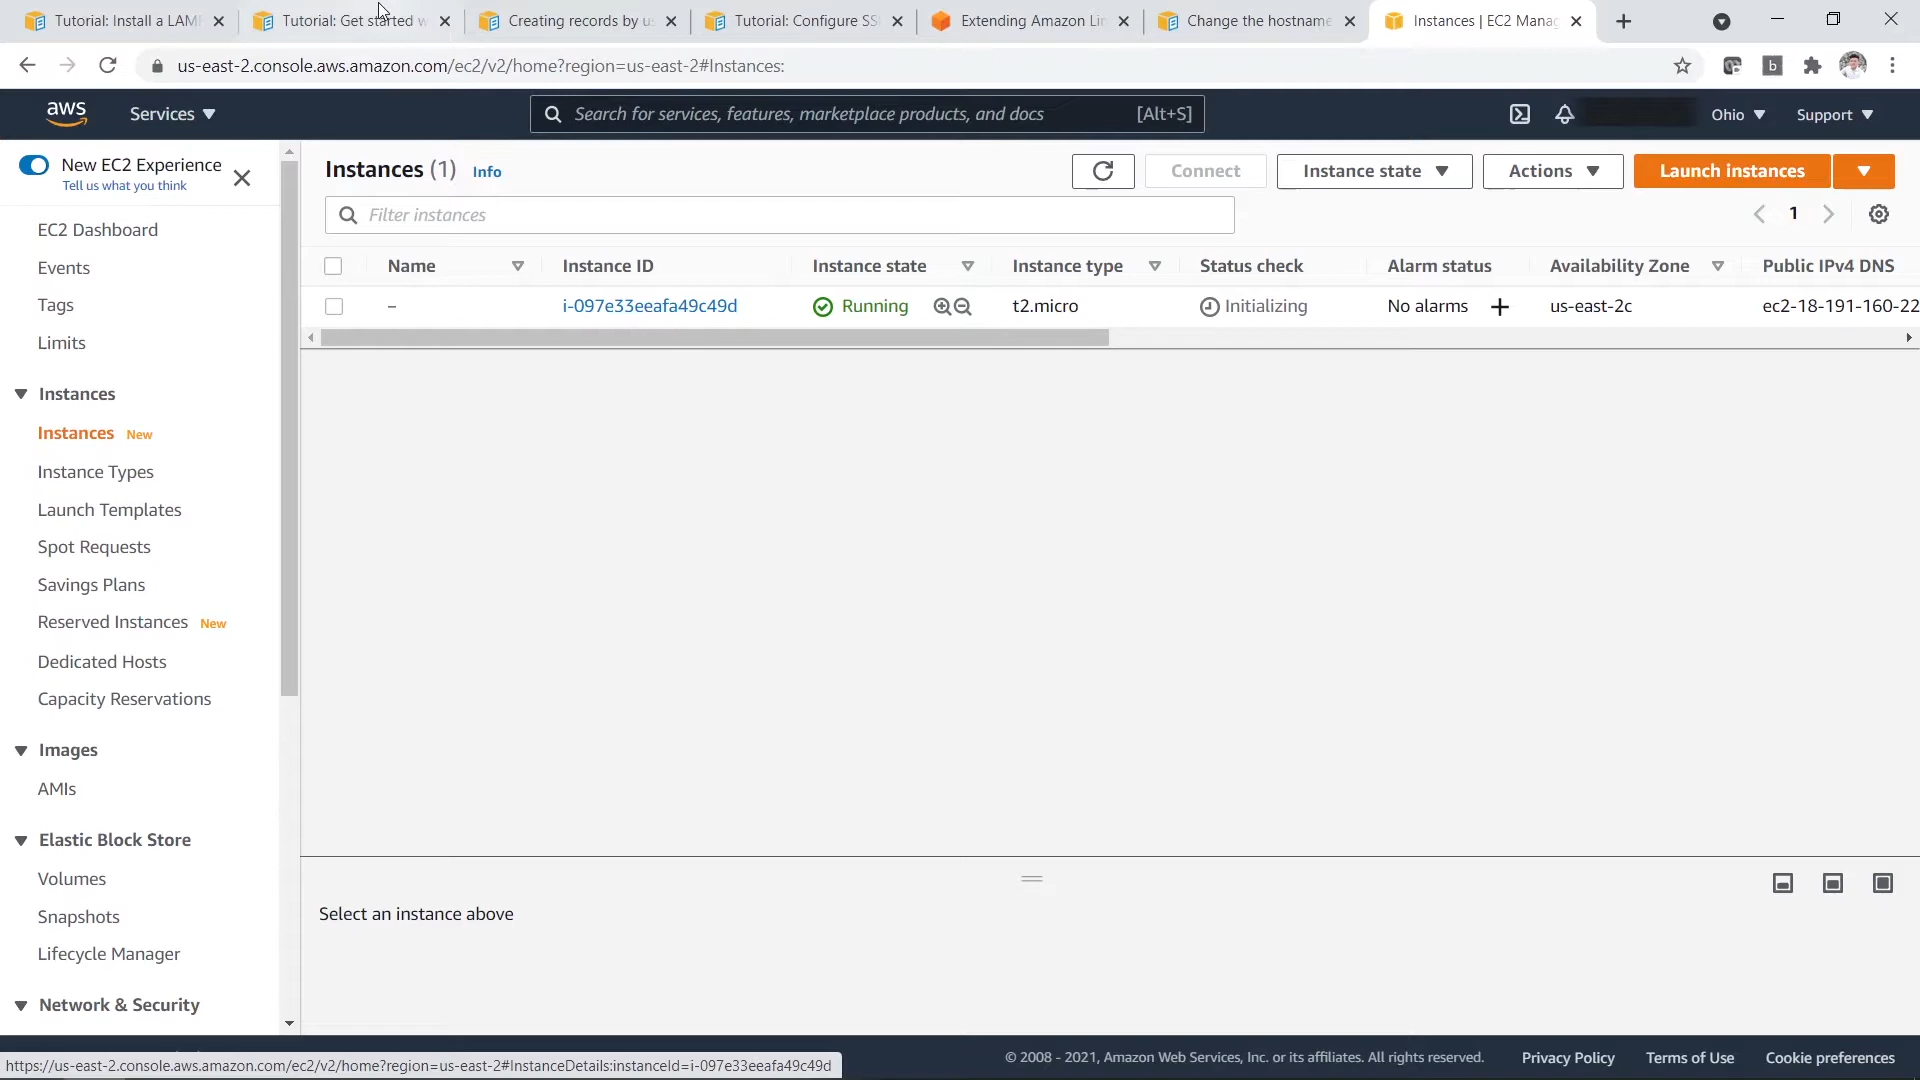 Tutorial: Install a LAMP
Tutorial: Get started w
Creating records by us
Tutorial: Configure SSL
Extending Amazon Lin
Change the hostname
Instances | EC2 Manag
us-east-2.console.aws.amazon.com/ec2/v2/home?region=us-east-2#Instances:
b
aws
Services
Search for services, features, marketplace products, and docs
[Alt+S]
Ohio
Support
New EC2 Experience
Tell us what you think
EC2 Dashboard
Events
Tags
Limits
Instances
Instances New
Instance Types
Launch Templates
Spot Requests
Savings Plans
Reserved Instances New
Dedicated Hosts
Capacity Reservations
Images
AMIs
Elastic Block Store
Volumes
Snapshots
Lifecycle Manager
Network & Security
Instances (1) Info
Connect
Instance state
Actions
Launch instances
Filter instances
1
Name Instance ID Instance state Instance type Status check Alarm status Availability Zone Public IPv4 DNS
– i-097e33eeafa49c49d Running t2.micro Initializing No alarms + us-east-2c ec2-18-191-160-22
Select an instance above
https://us-east-2.console.aws.amazon.com/ec2/v2/home?region=us-east-2#InstanceDetails:instanceId=i-097e33eeafa49c49d
© 2008 - 2021, Amazon Web Services, Inc. or its affiliates. All rights reserved.
Privacy Policy
Terms of Use
Cookie preferences